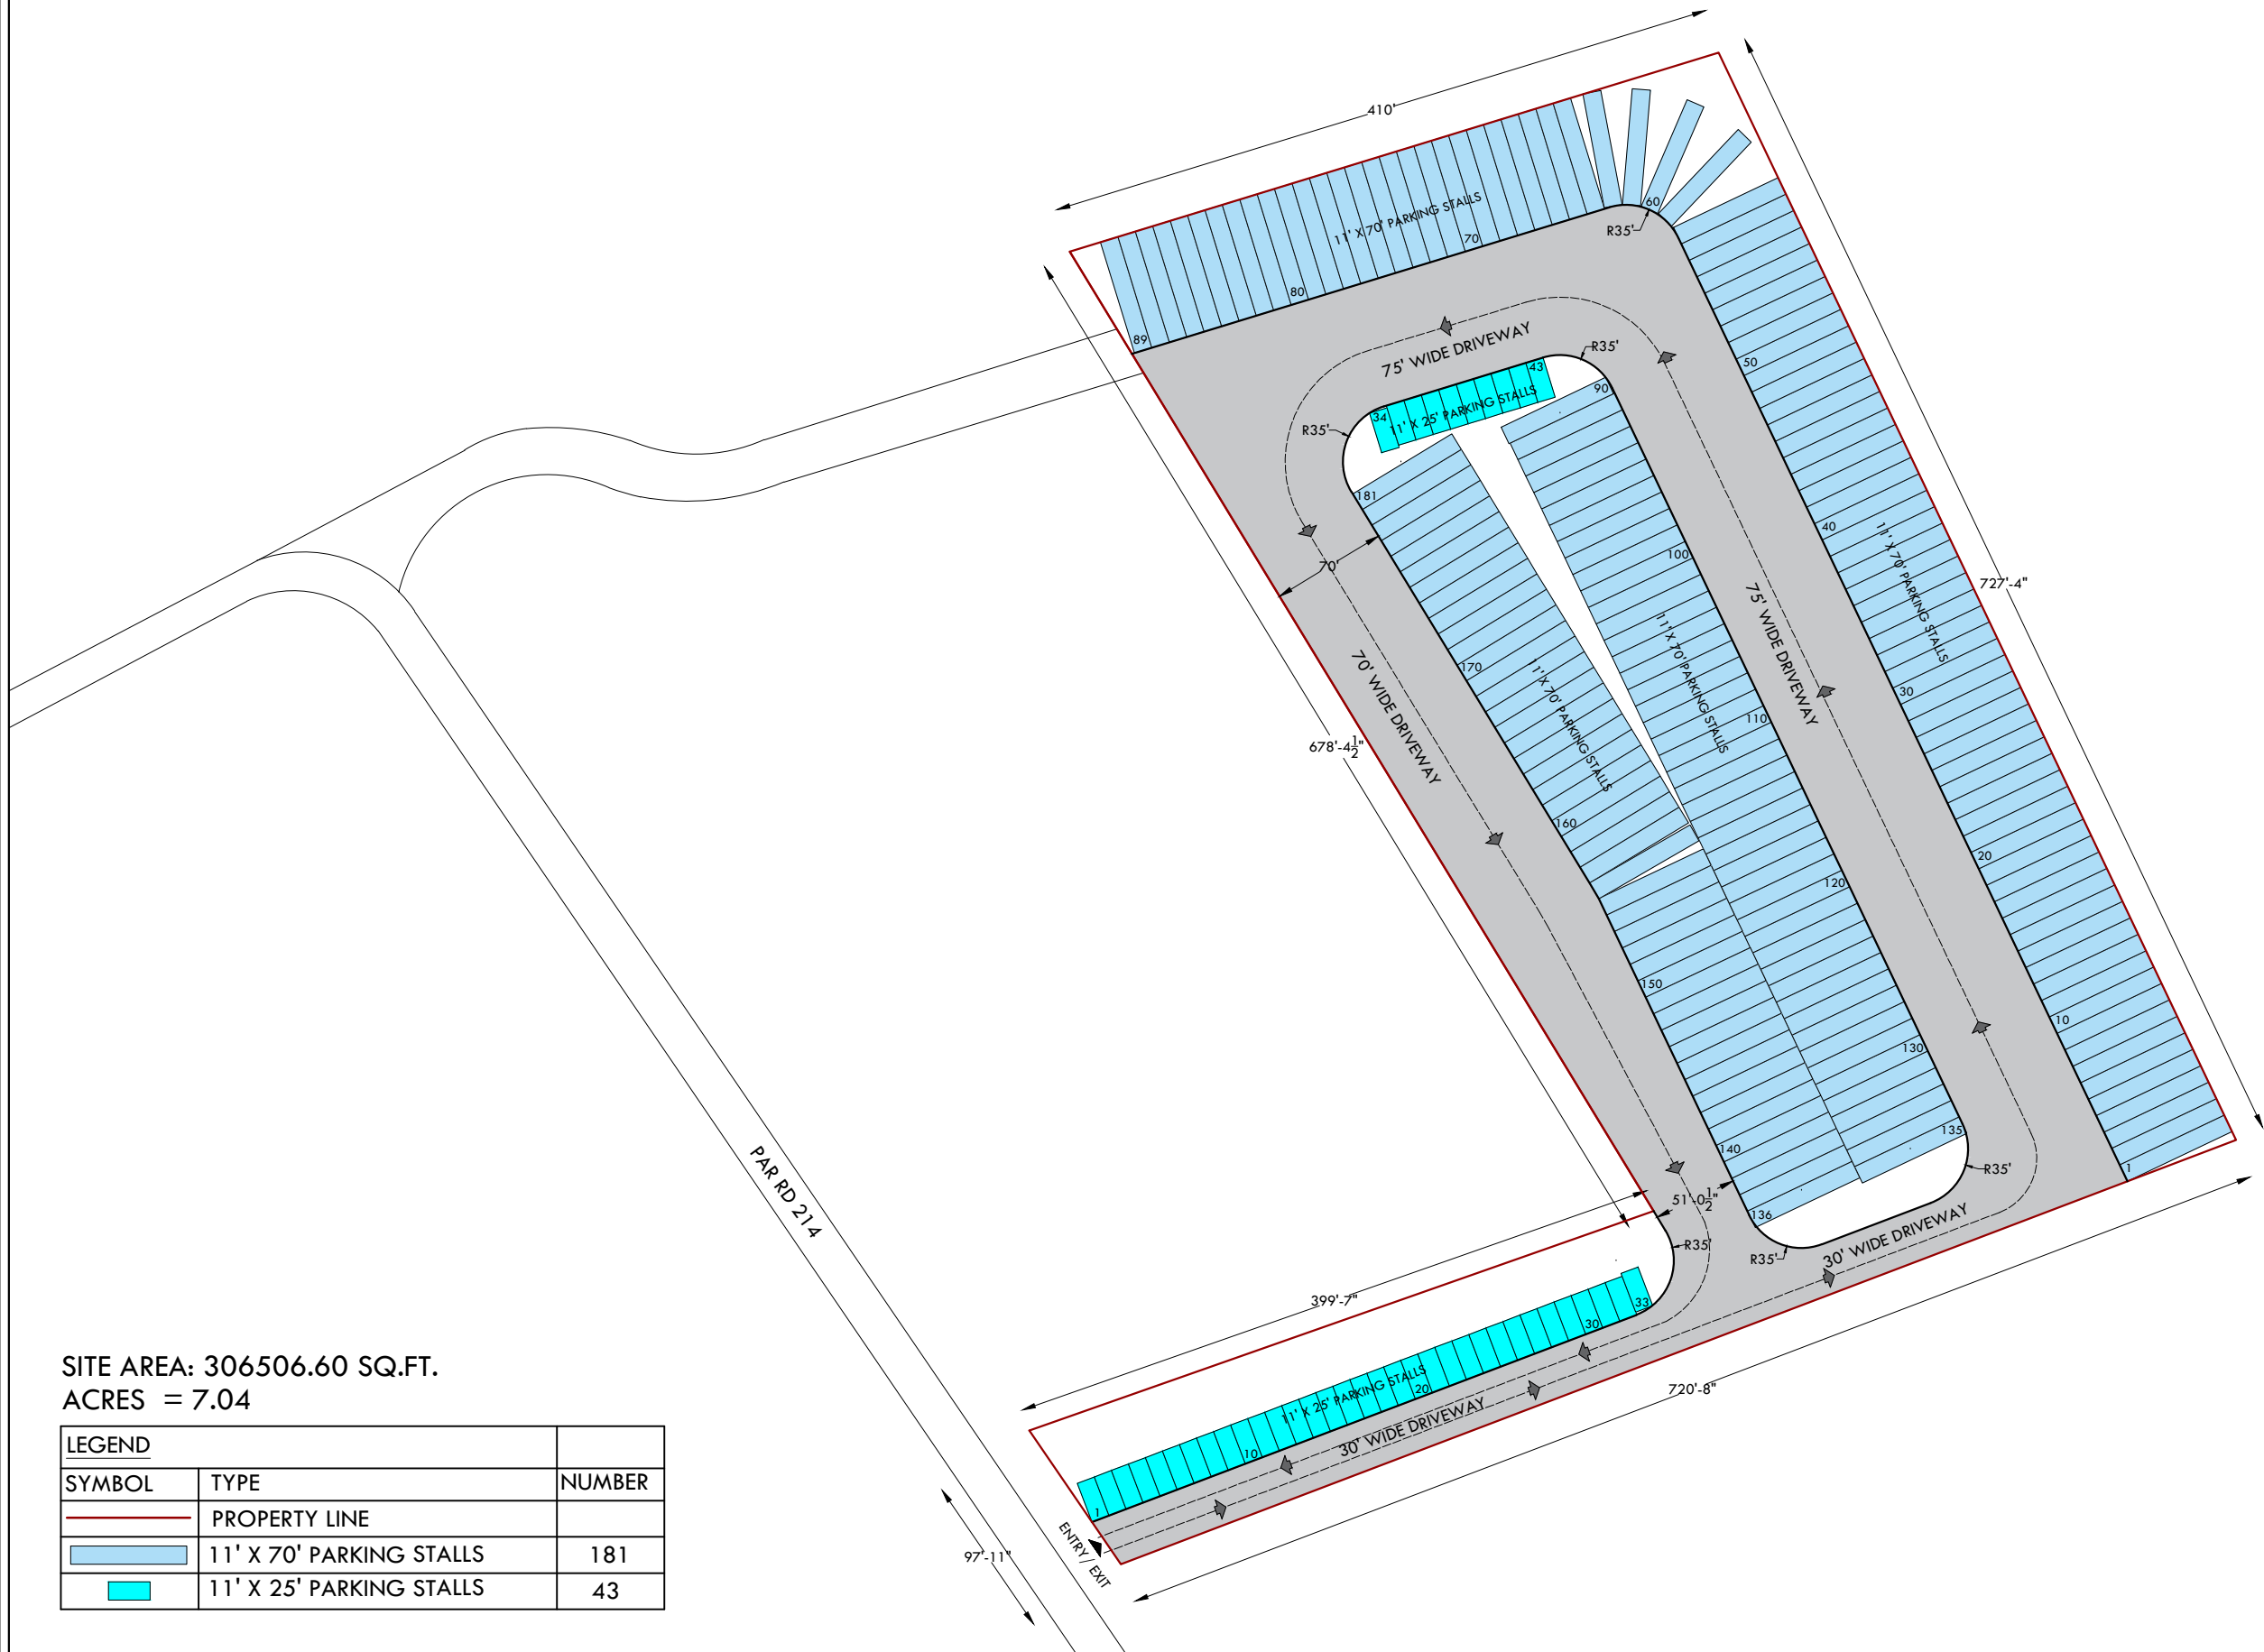 410'
11' X 70' PARKING STALLS
60
R35'
70
80
89
75' WIDE DRIVEWAY
R35'
43
11' X 25' PARKING STALLS
34
R35'
90
50
181
40
11' X 70' PARKING STALLS
727'-4"
100
70'
75' WIDE DRIVEWAY
11' X 70' PARKING STALLS
170
11' X 70' PARKING STALLS
70' WIDE DRIVEWAY
30
110
678'-4 1/2"
160
20
120
150
10
130
135
140
1
R35'
51'-0 1/2"
136
R35'
R35'
30' WIDE DRIVEWAY
PAR RD 214
399'-7"
33
30
11' X 25' PARKING STALLS
20
10
1
30' WIDE DRIVEWAY
720'-8"
ENTRY/ EXIT
97'-11"
SITE AREA: 306506.60 SQ.FT.
ACRES = 7.04
LEGEND
SYMBOL TYPE NUMBER
PROPERTY LINE
11' X 70' PARKING STALLS 181
11' X 25' PARKING STALLS 43